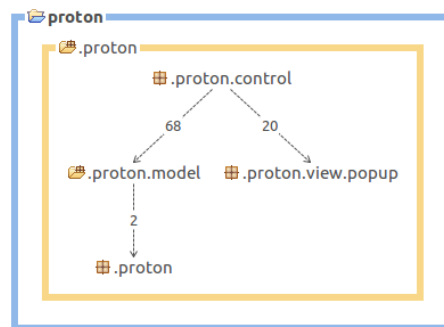 proton
.proton
.proton.control
68
20
.proton.model
.proton.view.popup
2
.proton